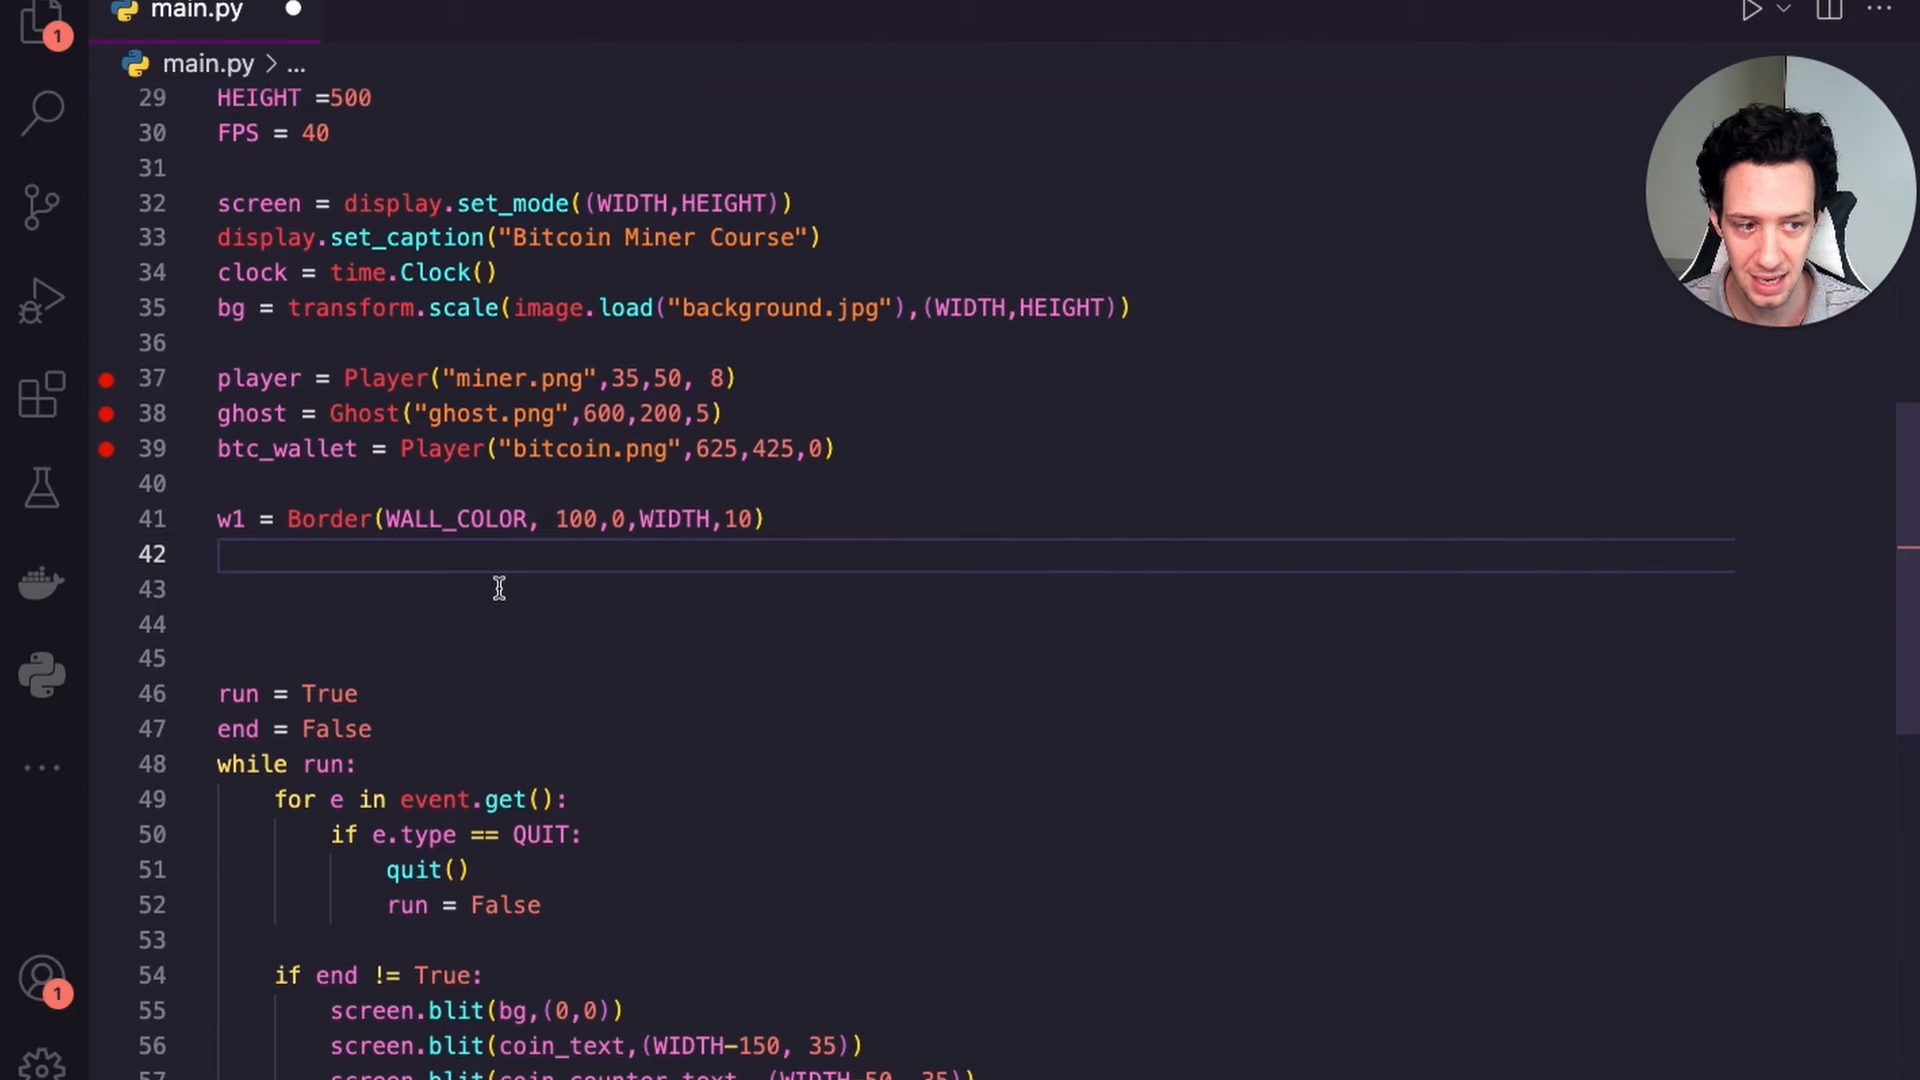 main.py
1
main.py > ...
29 HEIGHT =500
30 FPS = 40
31
32 screen = display.set_mode((WIDTH,HEIGHT))
33 display.set_caption("Bitcoin Miner Course")
34 clock = time.Clock()
35 bg = transform.scale(image.load("background.jpg"),(WIDTH,HEIGHT))
36
37 player = Player("miner.png",35,50, 8)
38 ghost = Ghost("ghost.png",600,200,5)
39 btc_wallet = Player("bitcoin.png",625,425,0)
40
41 w1 = Border(WALL_COLOR, 100,0,WIDTH,10)
42
43
44
45
46 run = True
47 end = False
48 while run:
49     for e in event.get():
50         if e.type == QUIT:
51             quit()
52             run = False
53
54     if end != True:
1
55         screen.blit(bg,(0,0))
56         screen.blit(coin_text,(WIDTH-150, 35))
57         screen.blit(coin_counter_text, (WIDTH-50, 35))